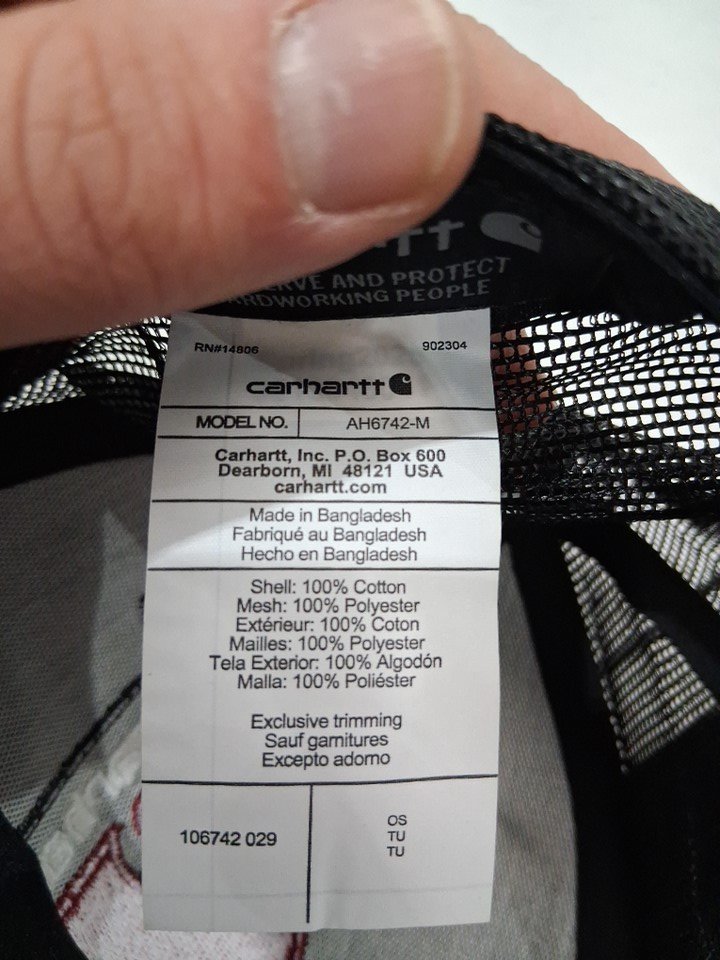 tt
RVE AND PROTECT
RDWORKING PEOPLE
RN#14806 902304
carhartt
MODEL NO. AH6742-M
Carhartt, Inc. P.O. Box 600
Dearborn, MI 48121 USA
carhartt.com
Made in Bangladesh
Fabriqué au Bangladesh
Hecho en Bangladesh
Shell: 100% Cotton
Mesh: 100% Polyester
Extérieur: 100% Coton
Mailles: 100% Polyester
Tela Exterior: 100% Algodón
Malla: 100% Poliéster
Exclusive trimming
Sauf garnitures
Excepto adorno
106742 029
OS
TU
TU